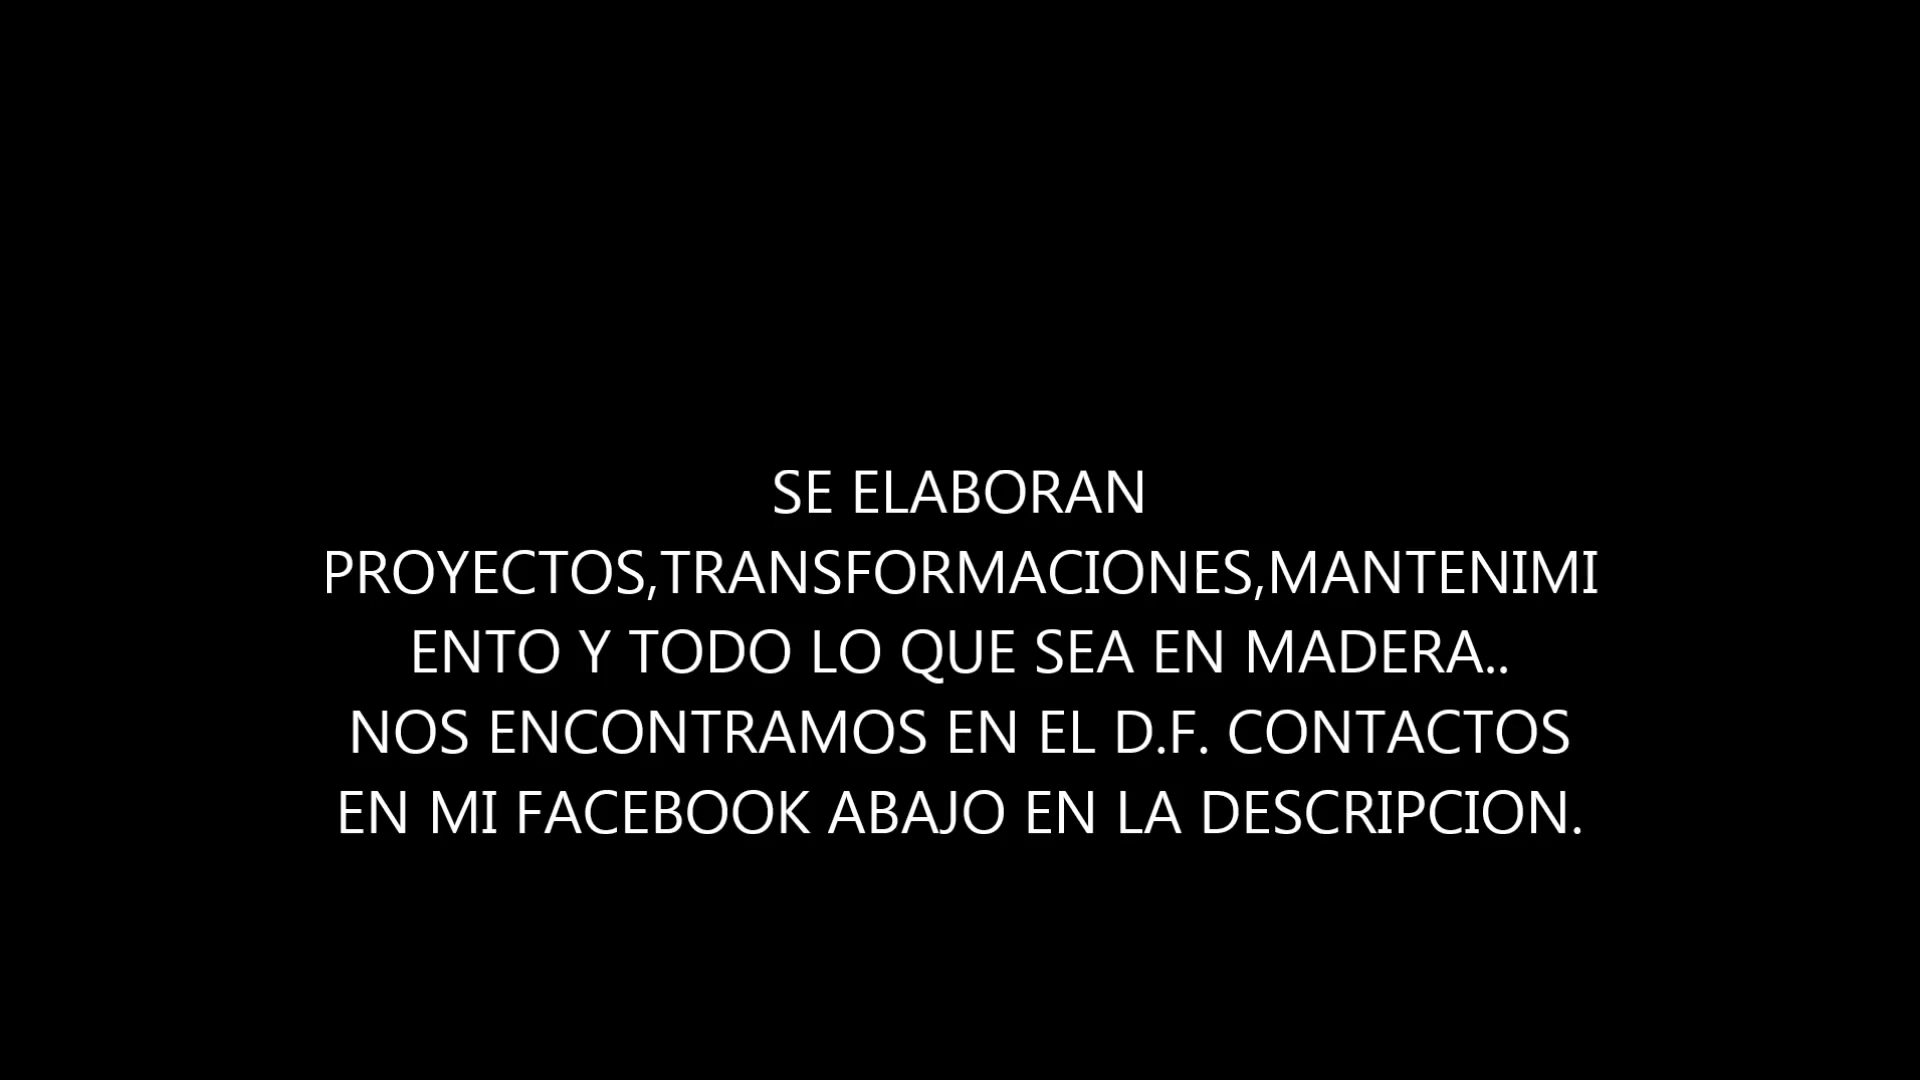 SE ELABORAN
PROYECTOS,TRANSFORMACIONES,MANTENIMI
ENTO Y TODO LO QUE SEA EN MADERA..
NOS ENCONTRAMOS EN EL D.F. CONTACTOS
EN MI FACEBOOK ABAJO EN LA DESCRIPCION.